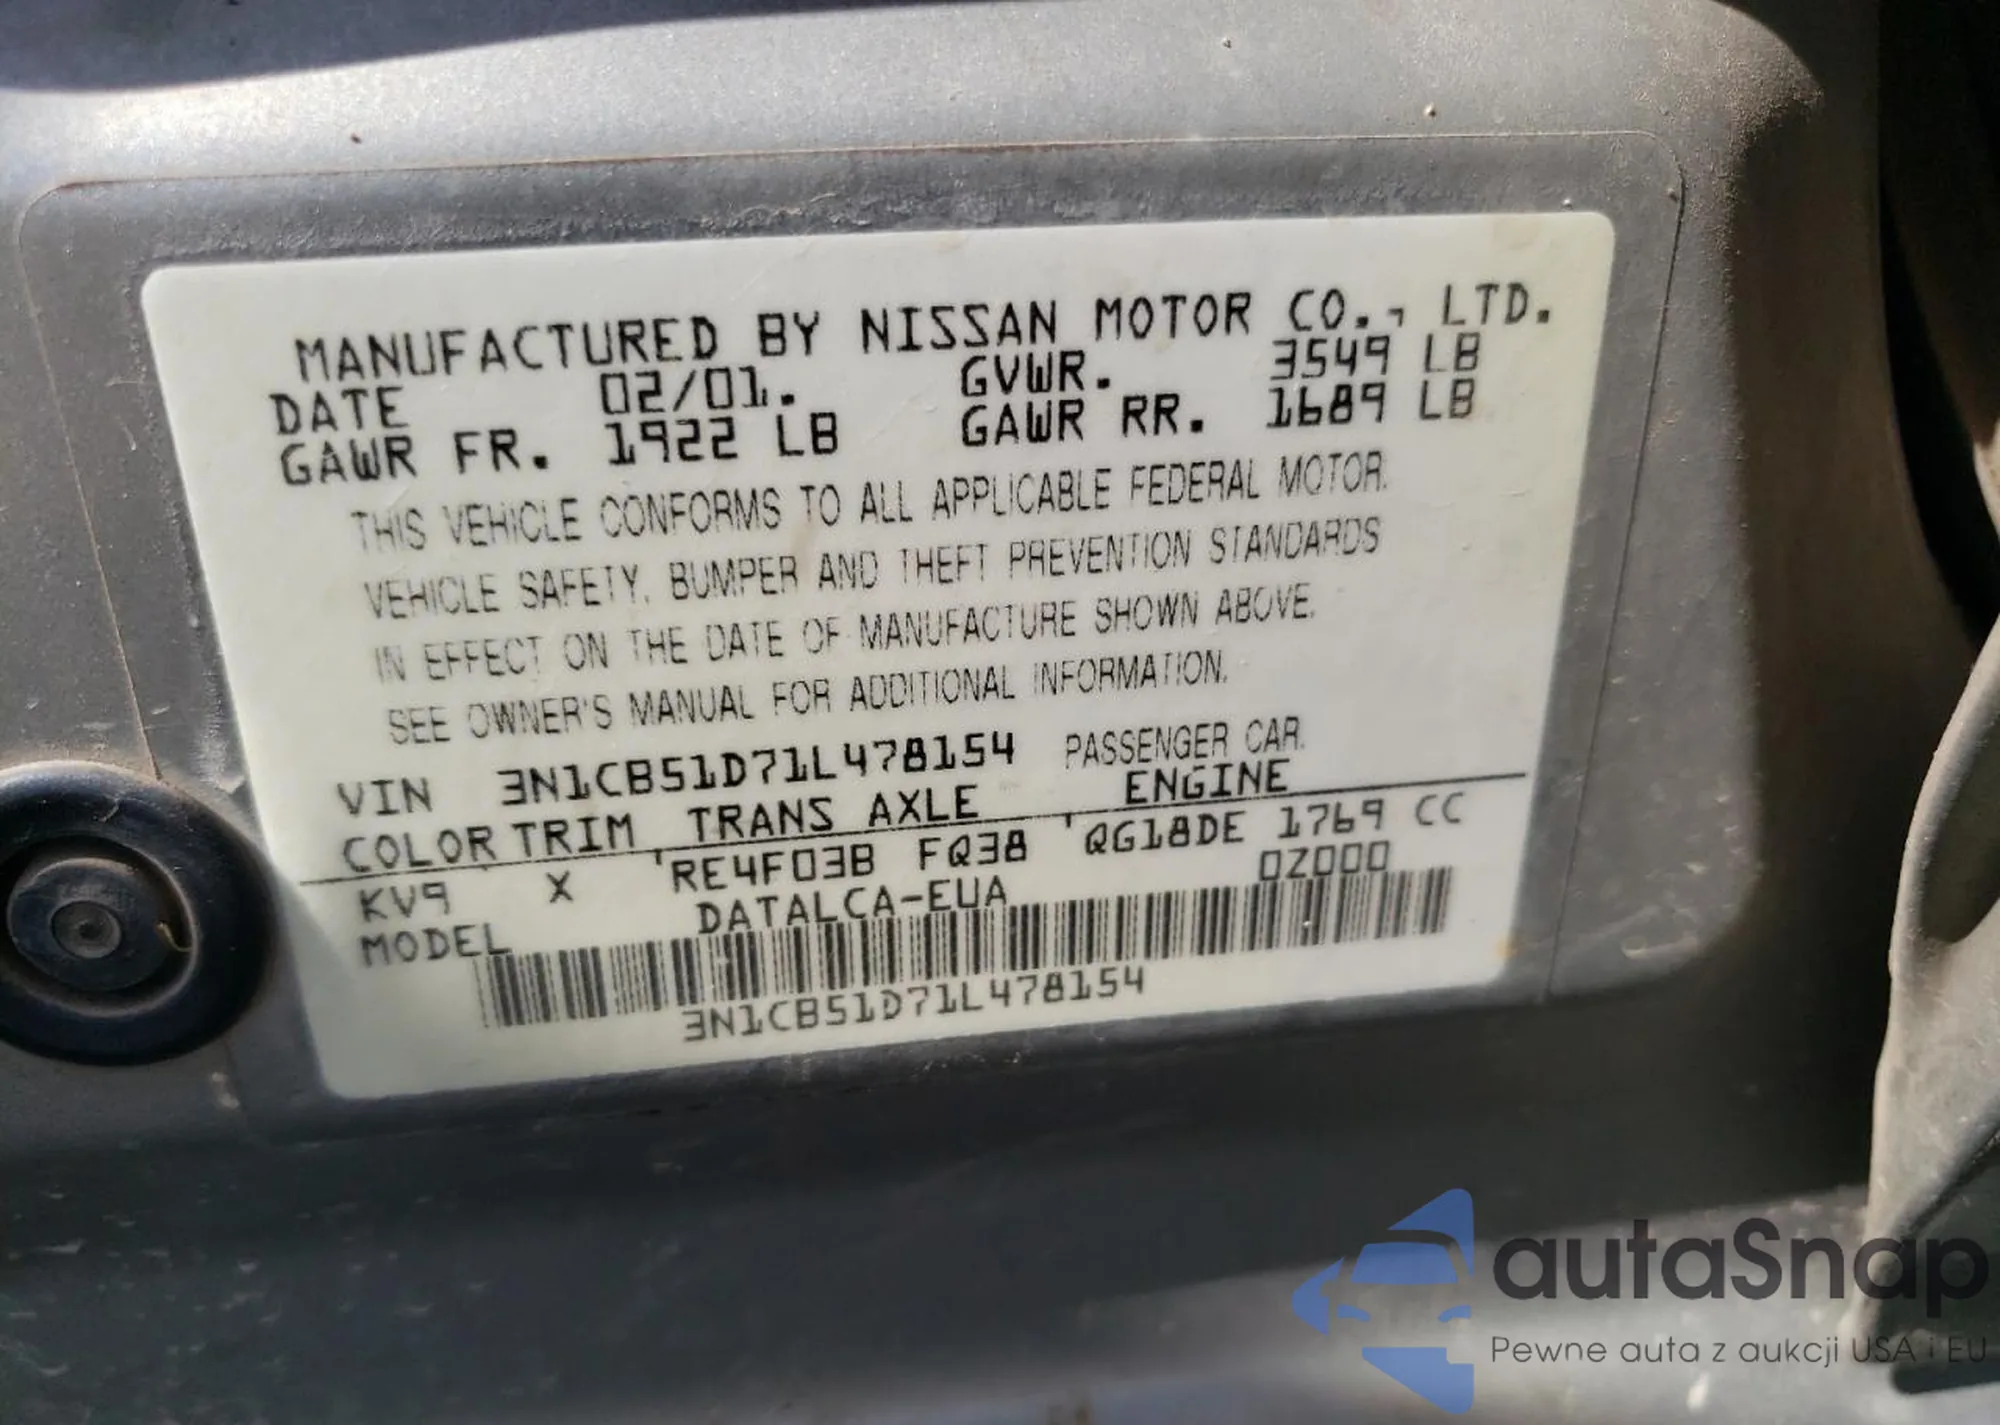 MANUFACTURED BY NISSAN MOTOR CO., LTD.
DATE 02/01. GVWR. 3549 LB
GAWR FR. 1922 LB GAWR RR. 1689 LB
THIS VEHICLE CONFORMS TO ALL APPLICABLE FEDERAL MOTOR.
VEHICLE SAFETY, BUMPER AND THEFT PREVENTION STANDARDS
IN EFFECT ON THE DATE OF MANUFACTURE SHOWN ABOVE.
SEE OWNER'S MANUAL FOR ADDITIONAL INFORMATION.
VIN 3N1CB51D71L478154 PASSENGER CAR.
COLOR TRIM TRANS AXLE ENGINE
KV9 X RE4F03B FQ38 QG18DE 1769 CC
MODEL DATALCA-EUA 0Z000
3N1CB51D71L478154
autaSnap
Pewne auta z aukcji USA i EU